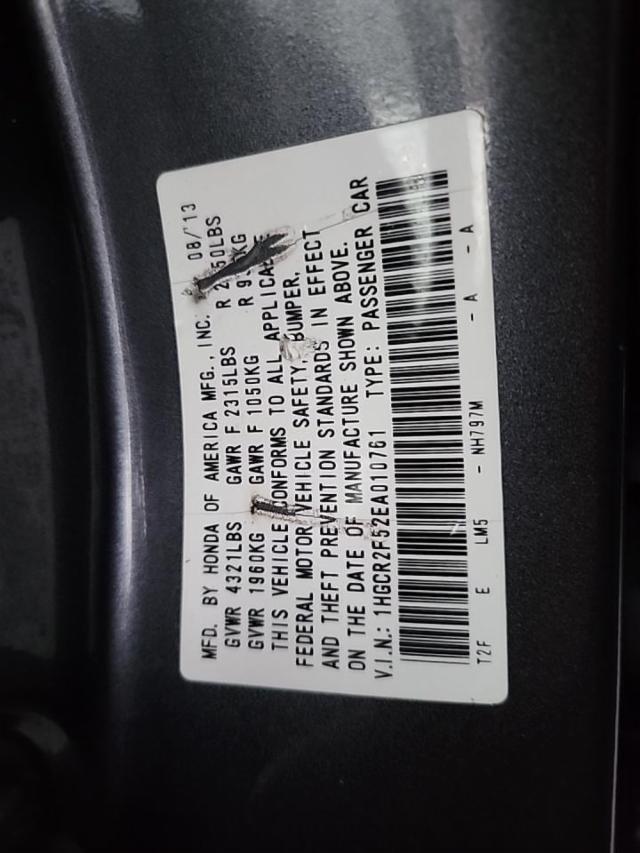 MFD. BY HONDA OF AMERICA MFG., INC. 08/'13
GVWR 4321LBS GAWR F 2315LBS R
GVWR 1960KG GAWR F 1050KG R
THIS VEHICLE CONFORMS TO ALL APPLICABLE
FEDERAL MOTOR VEHICLE SAFETY, BUMPER,
AND THEFT PREVENTION STANDARDS IN EFFECT
ON THE DATE OF MANUFACTURE SHOWN ABOVE.
V.I.N.: 1HGCR2F52EA010761 TYPE: PASSENGER CAR
T2F E LM5 - NH797M - A - A